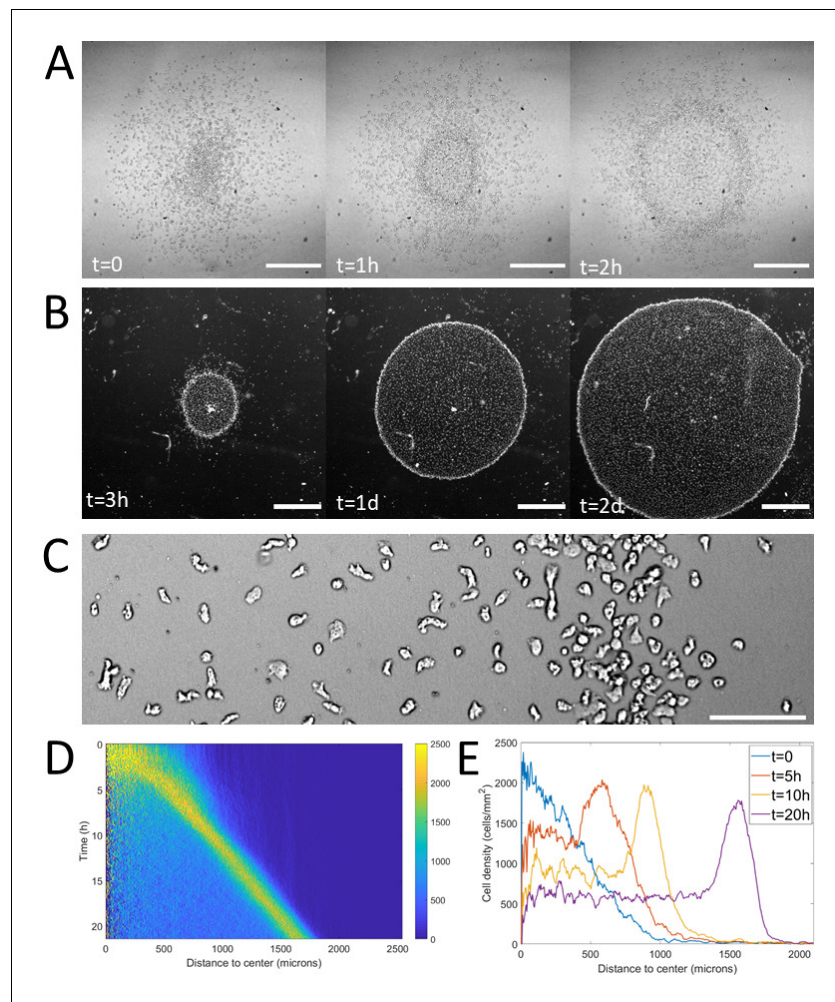 A
t=0
t=1h
t=2h
B
t=3h
t=1d
t=2d
C
D
0
5
10
15
20
Time (h)
0
500
1000
1500
2000
2500
Distance to center (microns)
2500
2000
1500
1000
500
0
E
2500
2000
1500
1000
500
0
Cell density (cells/mm²)
0
500
1000
1500
2000
Distance to center (microns)
t=0
t=5h
t=10h
t=20h